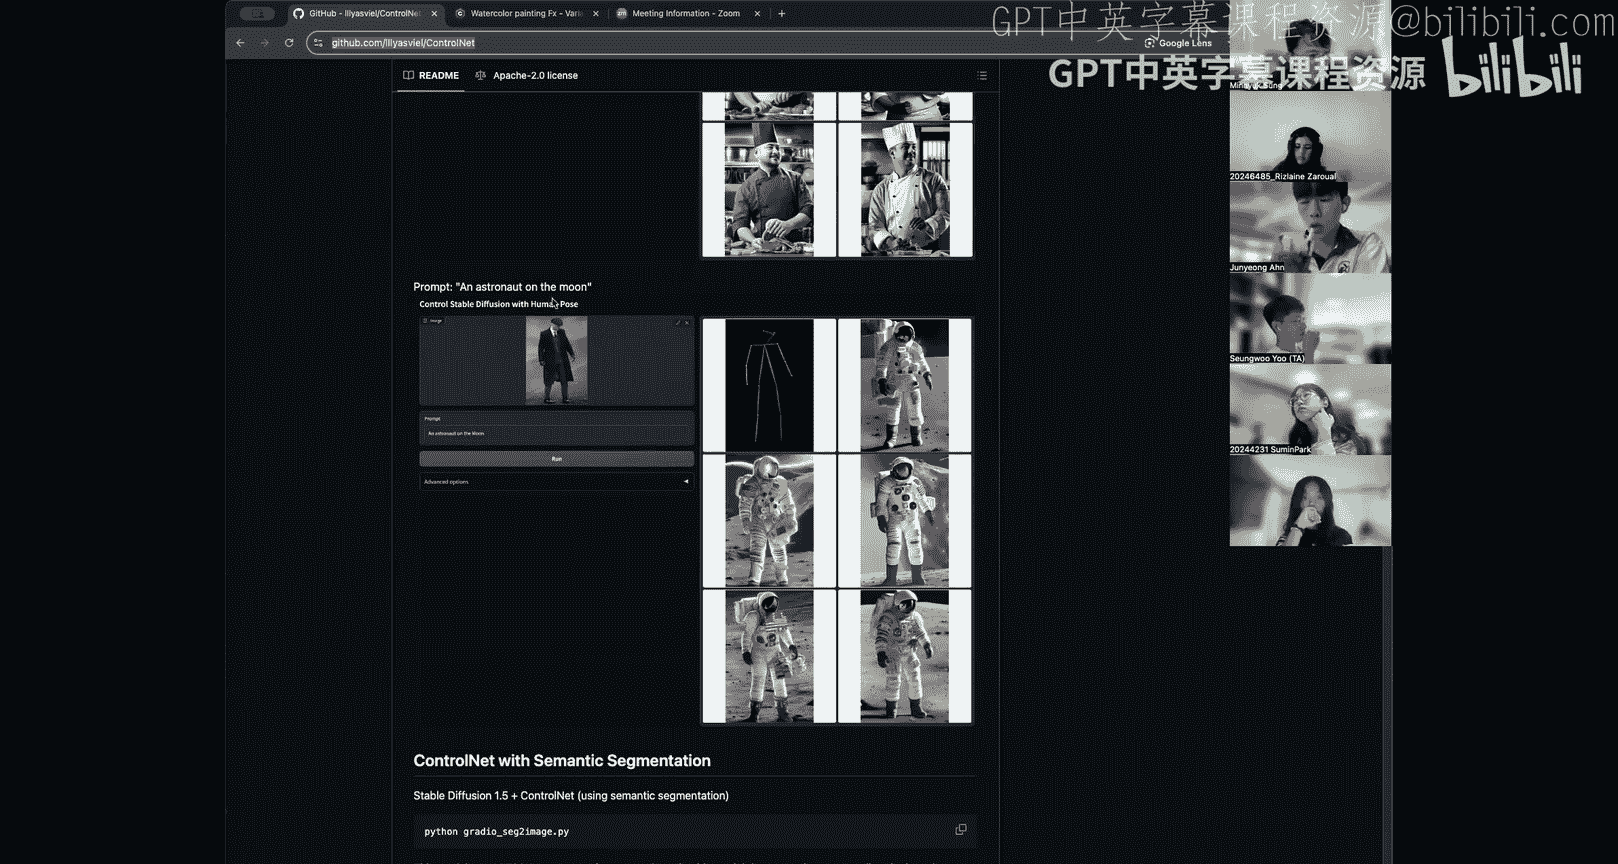 GitHub - lllyasviel/ControlNet
Watercolor painting Fx - Vari
Meeting Information - Zoom
GPT中英字幕课程资源@bilibili.com
github.com/lllyasviel/ControlNet
Google Lens
GPT中英字幕课程资源 bilibili
README
Apache-2.0 license
20246485_Rizlaine Zaroual
Junyeong Ahn
Prompt: "An astronaut on the moon"
Control Stable Diffusion with Human Pose
Image
Seungwoo Yoo (TA)
Prompt
An astronaut on the Moon
20244231 SuminPark
Run
Advanced options
ControlNet with Semantic Segmentation
Stable Diffusion 1.5 + ControlNet (using semantic segmentation)
python gradio_seg2image.py